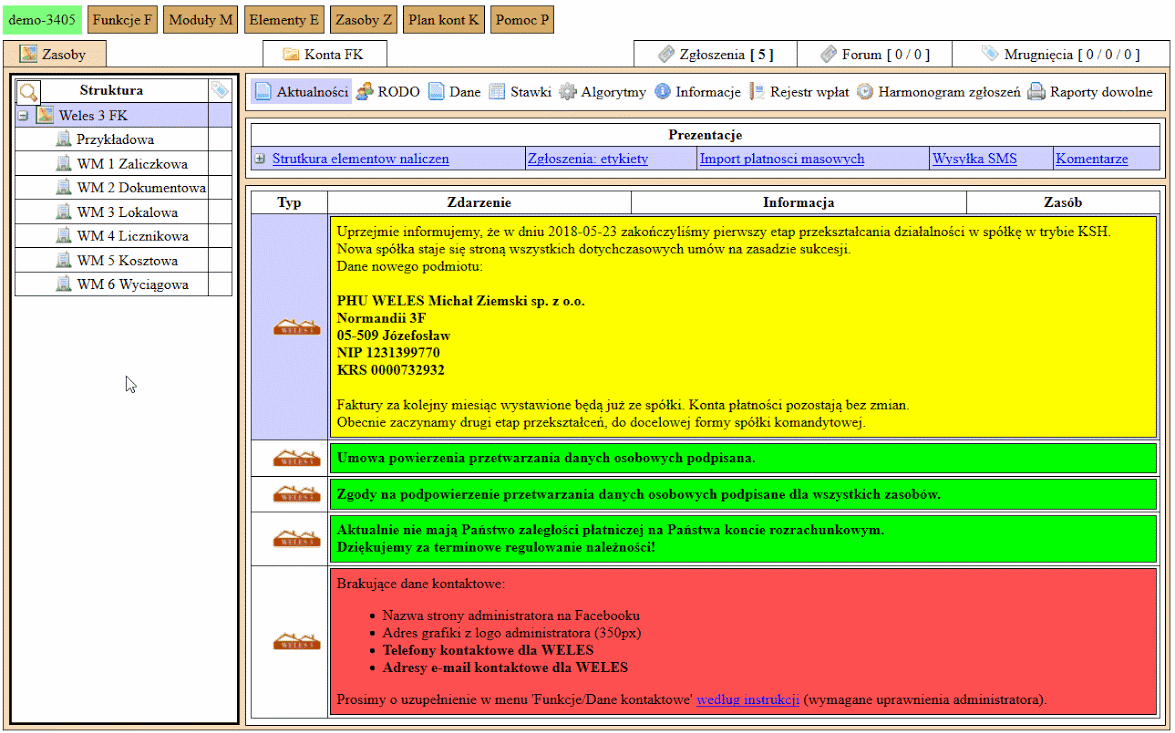 demo-3405 Funkcje F Moduły M Elementy E Zasoby Z Plan kont K Pomoc P
Zasoby Konta FK Zgłoszenia [ 5 ] Forum [ 0 / 0 ] Mrugnięcia [ 0 / 0 / 0 ]
Struktura
Weles 3 FK
Przykładowa
WM 1 Zaliczkowa
WM 2 Dokumentowa
WM 3 Lokalowa
WM 4 Licznikowa
WM 5 Kosztowa
WM 6 Wyciągowa
Aktualności RODO Dane Stawki Algorytmy Informacje Rejestr wpłat Harmonogram zgłoszeń Raporty dowolne
Prezentacje
Strutkura elementow naliczen Zgłoszenia: etykiety Import platnosci masowych Wysyłka SMS Komentarze
Typ Zdarzenie Informacja Zasób
Uprzejmie informujemy, że w dniu 2018-05-23 zakończyliśmy pierwszy etap przekształcania działalności w spółkę w trybie KSH.
Nowa spółka staje się stroną wszystkich dotychczasowych umów na zasadzie sukcesji.
Dane nowego podmiotu:
PHU WELES Michał Ziemski sp. z o.o.
Normandii 3F
05-509 Józefosław
NIP 1231399770
KRS 0000732932
WELES 3
Faktury za kolejny miesiąc wystawione będą już ze spółki. Konta płatności pozostają bez zmian.
Obecnie zaczynamy drugi etap przekształceń, do docelowej formy spółki komandytowej.
WELES 3
Umowa powierzenia przetwarzania danych osobowych podpisana.
WELES 3
Zgody na podpowierzenie przetwarzania danych osobowych podpisane dla wszystkich zasobów.
WELES 3
Aktualnie nie mają Państwo zaległości płatniczej na Państwa koncie rozrachunkowym.
Dziękujemy za terminowe regulowanie należności!
WELES 3
Brakujące dane kontaktowe:
Nazwa strony administratora na Facebooku
Adres grafiki z logo administratora (350px)
Telefony kontaktowe dla WELES
Adresy e-mail kontaktowe dla WELES
Prosimy o uzupełnienie w menu 'Funkcje/Dane kontaktowe' według instrukcji (wymagane uprawnienia administratora).